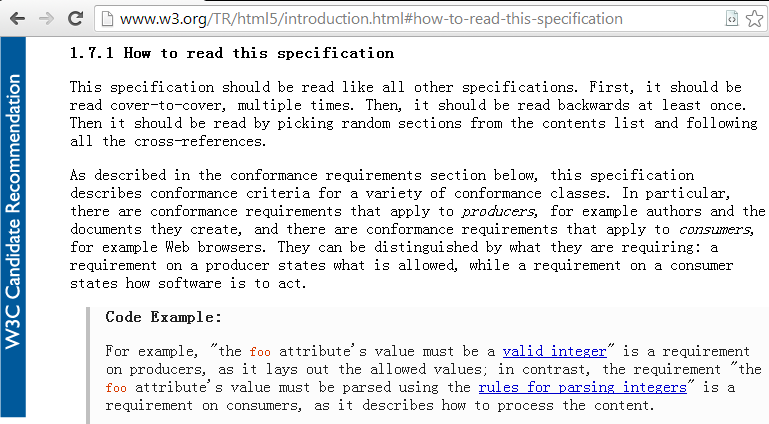 www.w3.org/TR/html5/introduction.html#how-to-read-this-specification
W3C Candidate Recommendation
1.7.1 How to read this specification
This specification should be read like all other specifications. First, it should be
read cover-to-cover, multiple times. Then, it should be read backwards at least once.
Then it should be read by picking random sections from the contents list and following
all the cross-references.
As described in the conformance requirements section below, this specification
describes conformance criteria for a variety of conformance classes. In particular,
there are conformance requirements that apply to producers, for example authors and the
documents they create, and there are conformance requirements that apply to consumers,
for example Web browsers. They can be distinguished by what they are requiring: a
requirement on a producer states what is allowed, while a requirement on a consumer
states how software is to act.
Code Example:
For example, "the foo attribute's value must be a valid integer" is a requirement
on producers, as it lays out the allowed values; in contrast, the requirement "the
foo attribute's value must be parsed using the rules for parsing integers" is a
requirement on consumers, as it describes how to process the content.